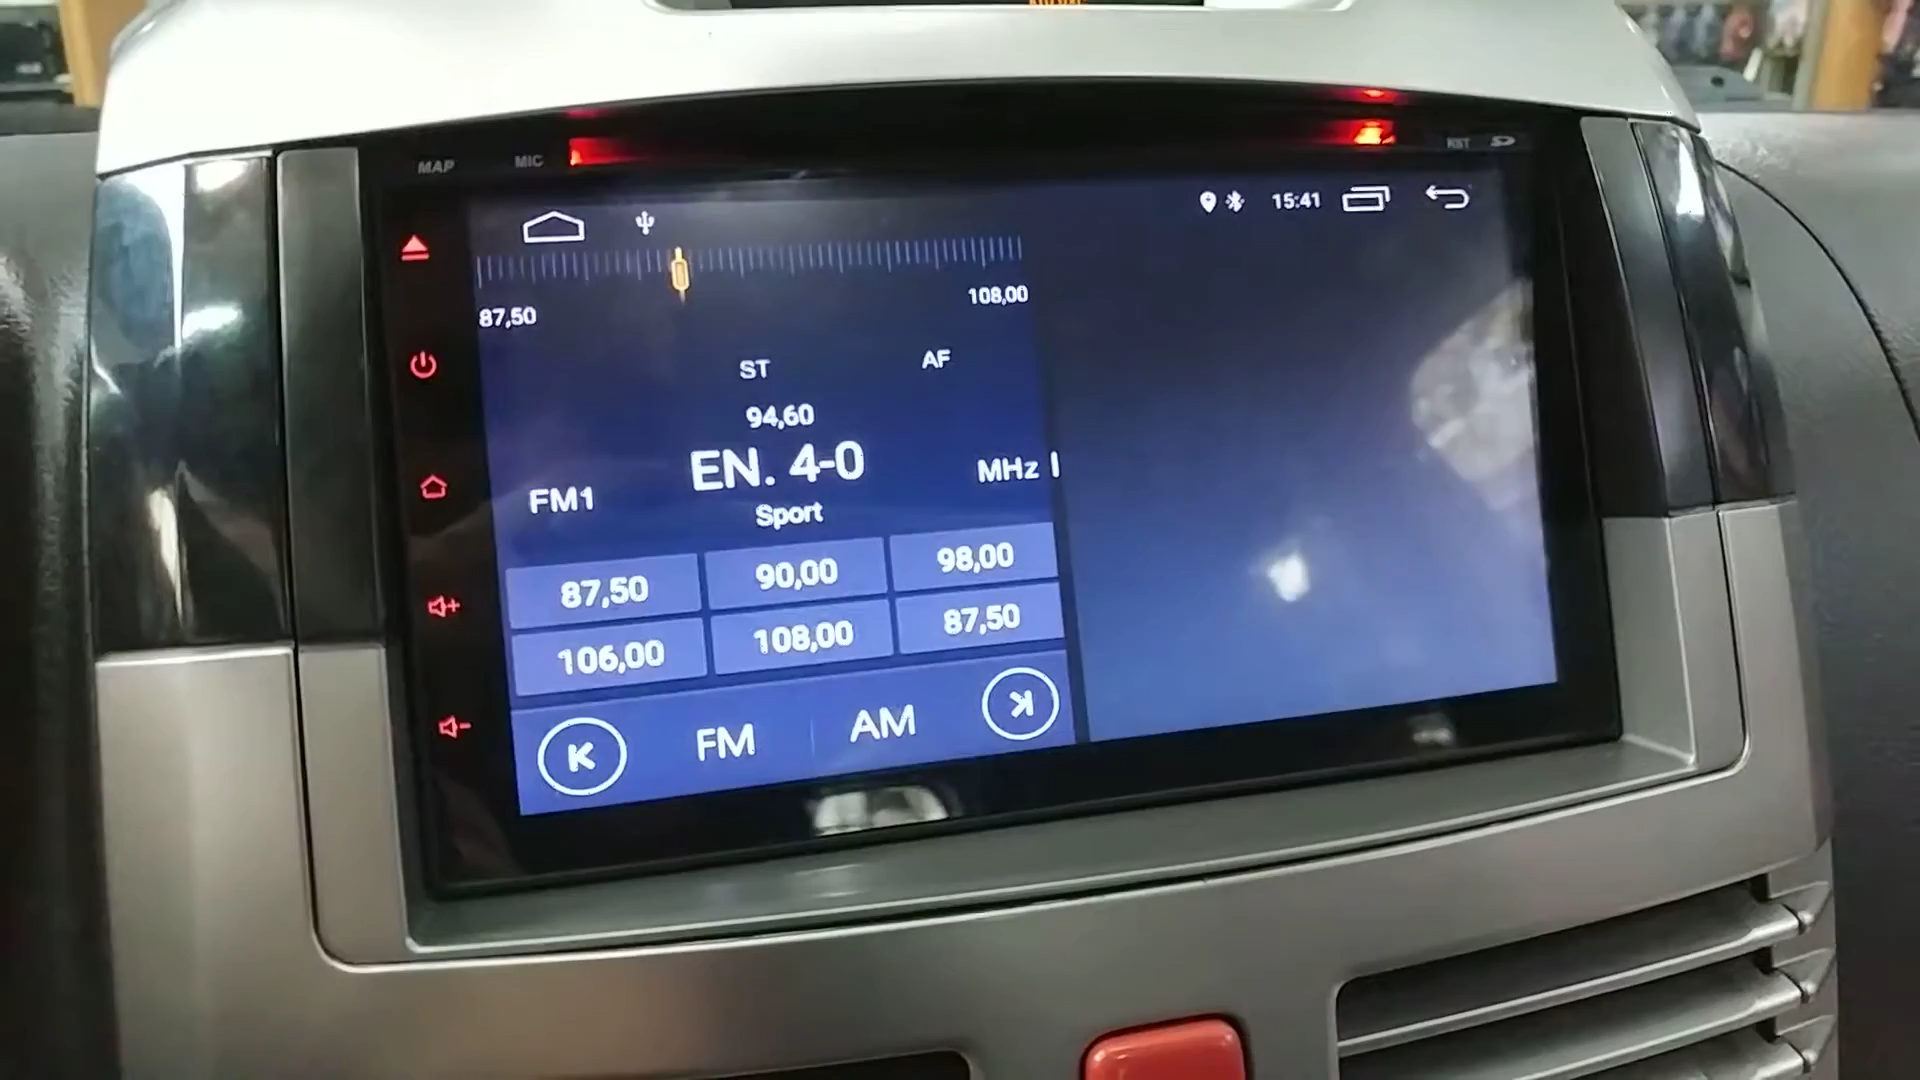 MAP MIC RST
15:41
87,50 108,00
ST AF
94,60
FM1 EN. 4-0 MHz
Sport
87,50 90,00 98,00
106,00 108,00 87,50
FM AM